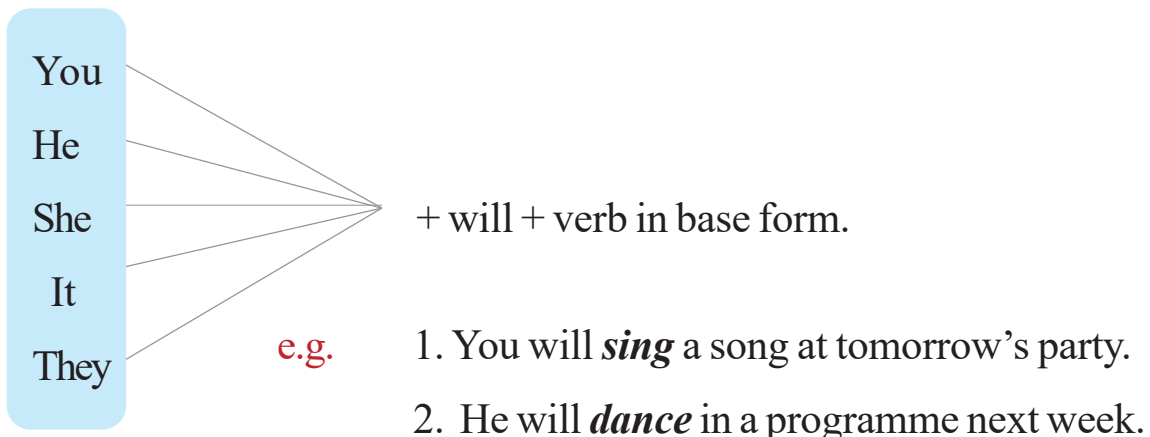 You
He
She
It
They
+ will + verb in base form.
e.g. 1. You will sing a song at tomorrow’s party.
2. He will dance in a programme next week.